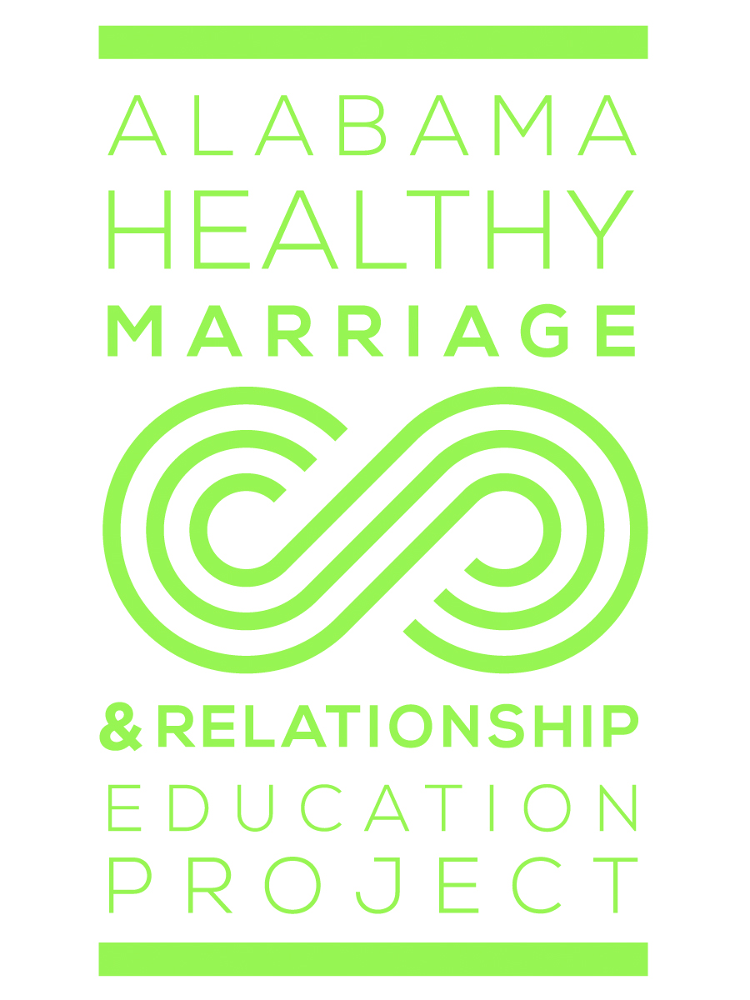 ALABAMA
HEALTHY
MARRIAGE
& RELATIONSHIP
EDUCATION
PROJECT